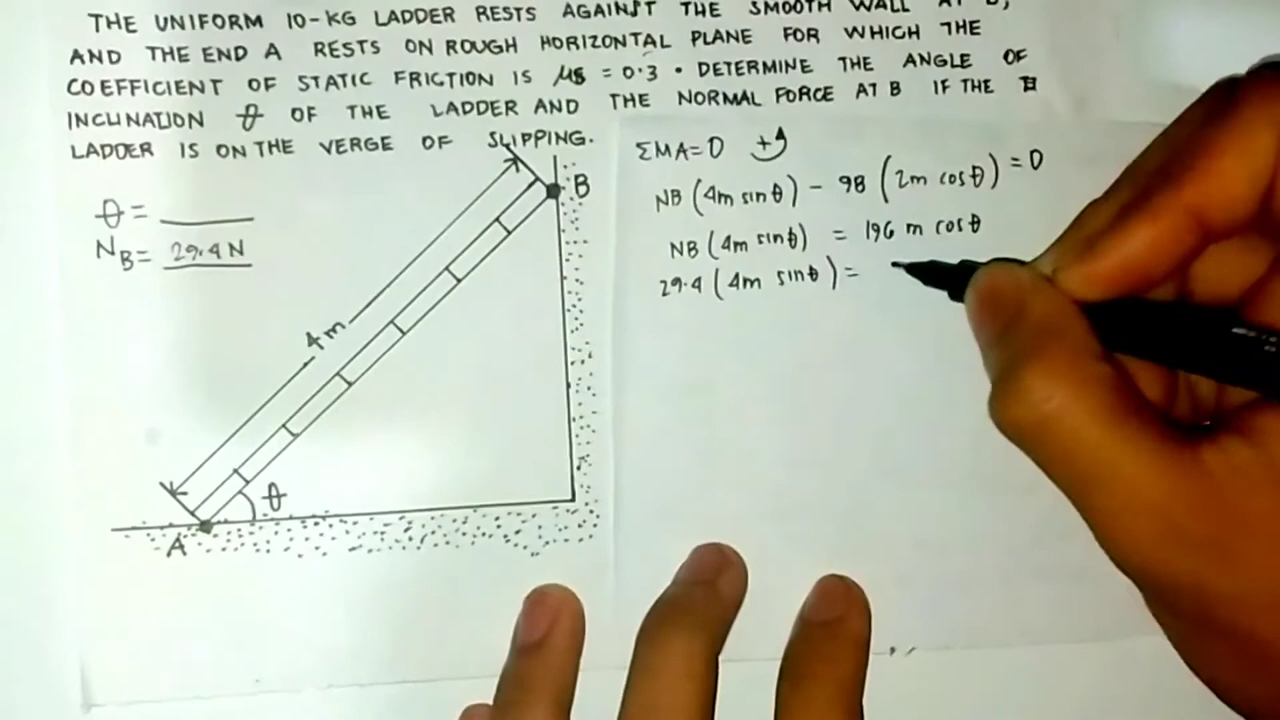 THE UNIFORM 10-KG LADDER RESTS AGAINST THE SMOOTH WALL AT B,
AND THE END A RESTS ON ROUGH HORIZONTAL PLANE FOR WHICH THE
COEFFICIENT OF STATIC FRICTION IS μs = 0.3. DETERMINE THE ANGLE OF
INCLINATION θ OF THE LADDER AND THE NORMAL FORCE AT B IF THE
LADDER IS ON THE VERGE OF SLIPPING.
θ = ____
NB = 29.4 N
4m
B
A
θ
ΣMA = 0 +
NB (4m sinθ) - 98 (2m cosθ) = 0
NB (4m sinθ) = 196 m cosθ
29.4 (4m sinθ) =